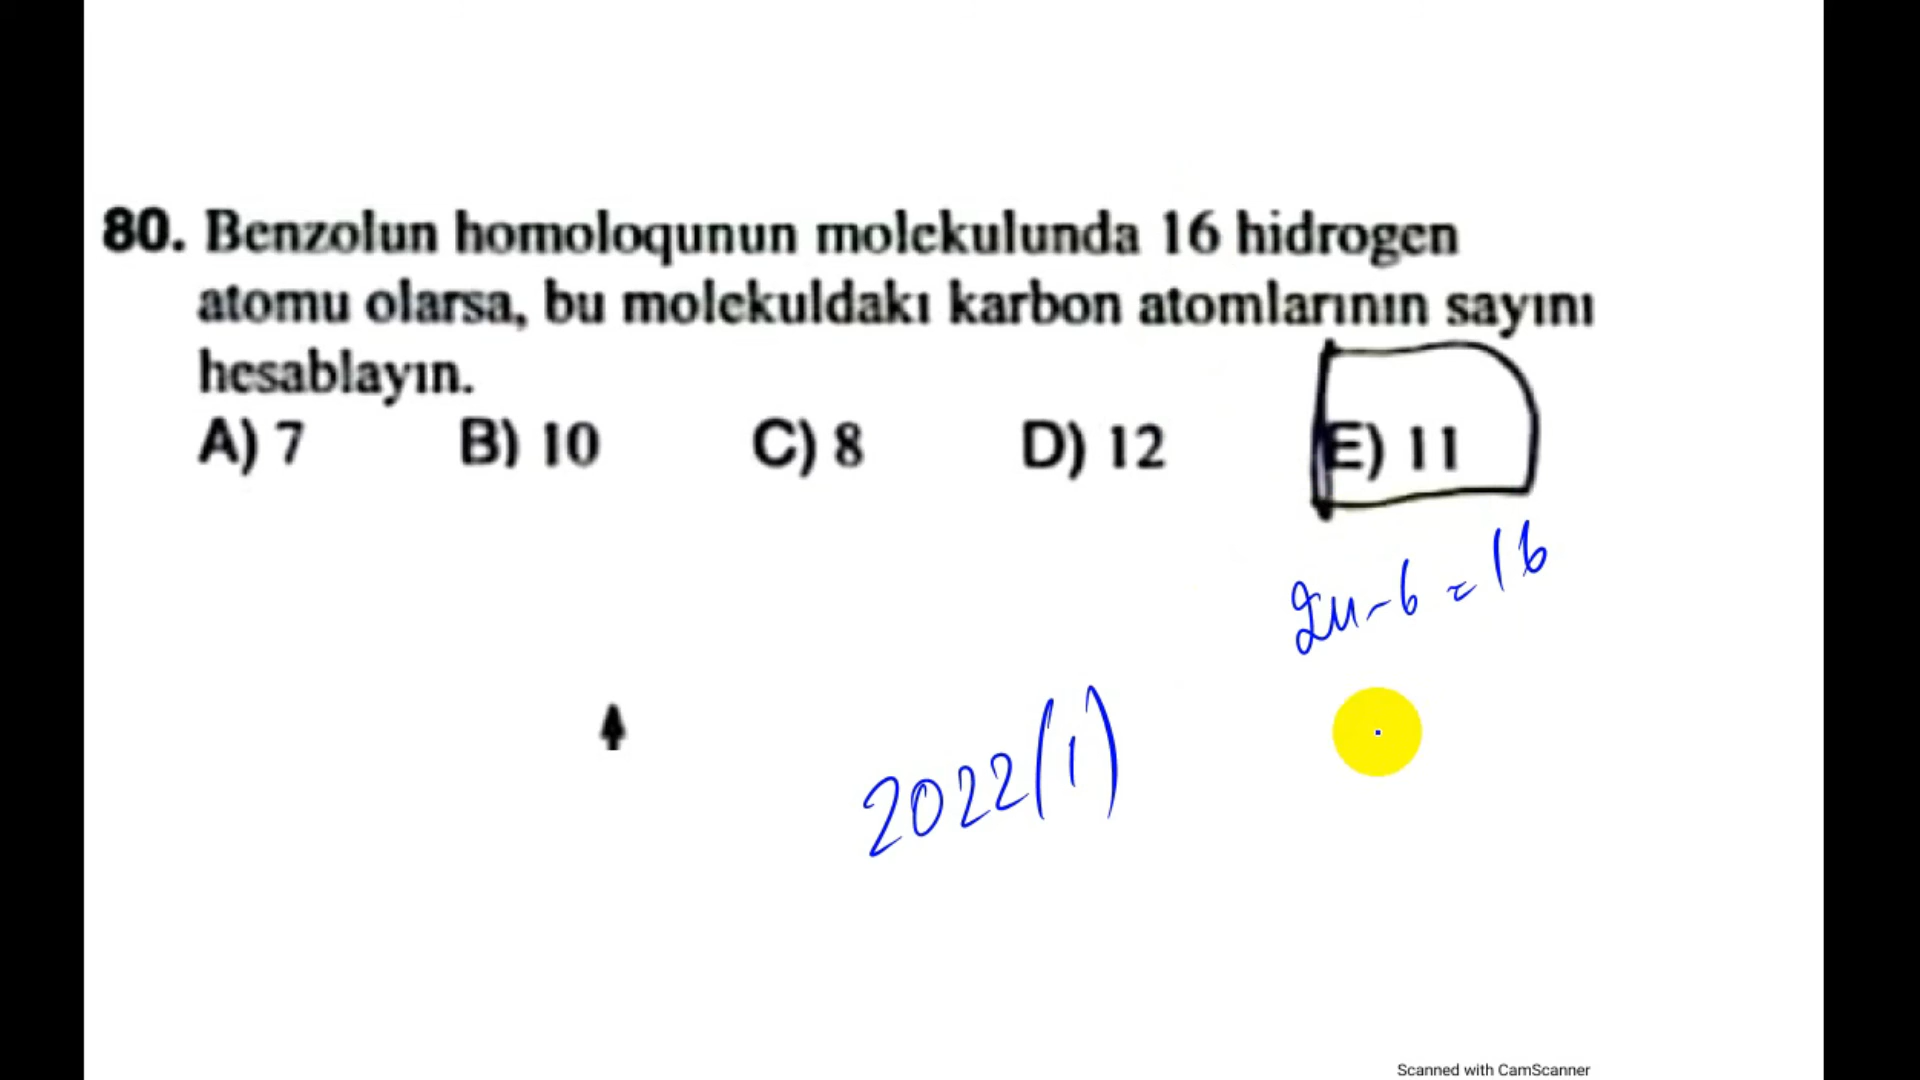 80. Benzolun homoloqunun molekulunda 16 hidrogen
atomu olarsa, bu molekuldakı karbon atomlarının sayını
hesablayın.
A) 7 B) 10 C) 8 D) 12 E) 11
2n-6=16
2022(1)
Scanned with CamScanner